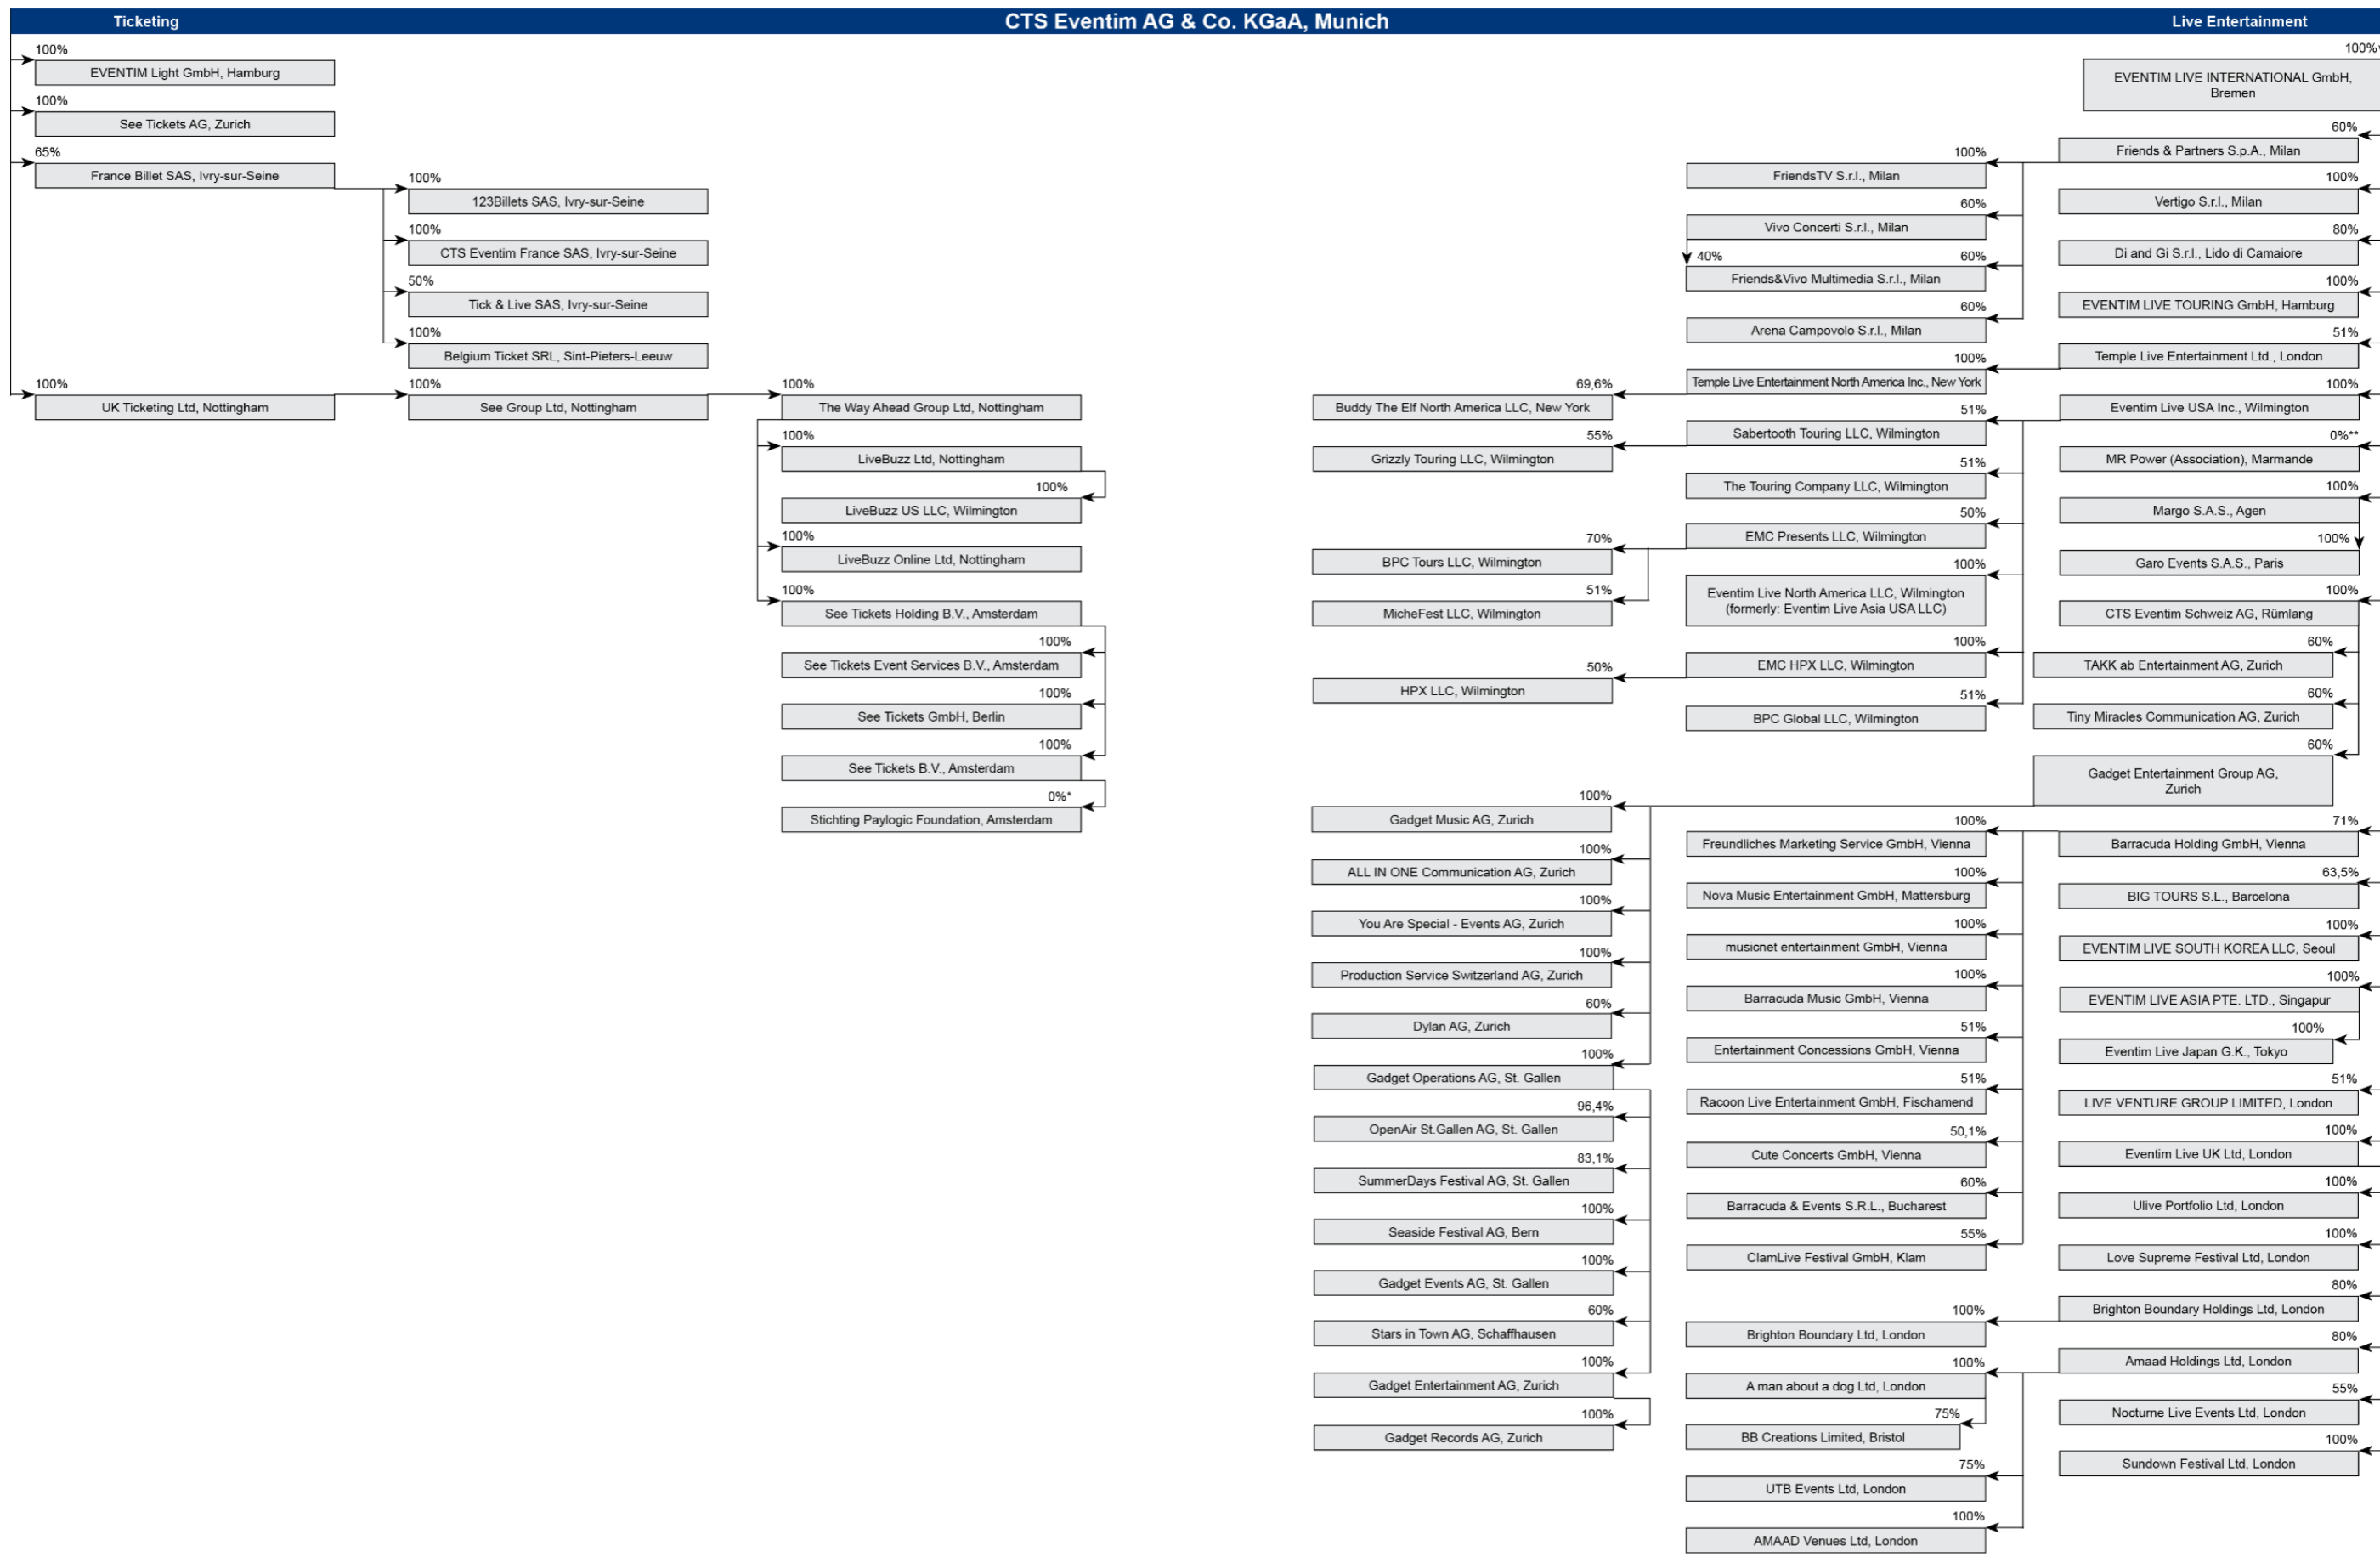 Ticketing
CTS Eventim AG & Co. KGaA, Munich
Live Entertainment
100%
EVENTIM Light GmbH, Hamburg
100%
See Tickets AG, Zurich
65%
France Billet SAS, Ivry-sur-Seine
100%
123Billets SAS, Ivry-sur-Seine
100%
CTS Eventim France SAS, Ivry-sur-Seine
50%
Tick & Live SAS, Ivry-sur-Seine
100%
Belgium Ticket SRL, Sint-Pieters-Leeuw
100%
UK Ticketing Ltd, Nottingham
100%
See Group Ltd, Nottingham
100%
The Way Ahead Group Ltd, Nottingham
100%
LiveBuzz Ltd, Nottingham
100%
LiveBuzz US LLC, Wilmington
100%
LiveBuzz Online Ltd, Nottingham
100%
See Tickets Holding B.V., Amsterdam
100%
See Tickets Event Services B.V., Amsterdam
100%
See Tickets GmbH, Berlin
100%
See Tickets B.V., Amsterdam
0%*
Stichting Paylogic Foundation, Amsterdam
69,6%
Buddy The Elf North America LLC, New York
55%
Grizzly Touring LLC, Wilmington
70%
BPC Tours LLC, Wilmington
51%
MicheFest LLC, Wilmington
50%
HPX LLC, Wilmington
100%
Gadget Music AG, Zurich
100%
ALL IN ONE Communication AG, Zurich
100%
You Are Special - Events AG, Zurich
100%
Production Service Switzerland AG, Zurich
60%
Dylan AG, Zurich
100%
Gadget Operations AG, St. Gallen
96,4%
OpenAir St.Gallen AG, St. Gallen
83,1%
SummerDays Festival AG, St. Gallen
100%
Seaside Festival AG, Bern
100%
Gadget Events AG, St. Gallen
60%
Stars in Town AG, Schaffhausen
100%
Gadget Entertainment AG, Zurich
100%
Gadget Records AG, Zurich
100%
FriendsTV S.r.l., Milan
60%
Vivo Concerti S.r.l., Milan
40%
60%
Friends&Vivo Multimedia S.r.l., Milan
60%
Arena Campovolo S.r.l., Milan
100%
Temple Live Entertainment North America Inc., New York
51%
Sabertooth Touring LLC, Wilmington
51%
The Touring Company LLC, Wilmington
50%
EMC Presents LLC, Wilmington
100%
Eventim Live North America LLC, Wilmington
(formerly: Eventim Live Asia USA LLC)
100%
EMC HPX LLC, Wilmington
51%
BPC Global LLC, Wilmington
100%
Freundliches Marketing Service GmbH, Vienna
100%
Nova Music Entertainment GmbH, Mattersburg
100%
musicnet entertainment GmbH, Vienna
100%
Barracuda Music GmbH, Vienna
51%
Entertainment Concessions GmbH, Vienna
51%
Racoon Live Entertainment GmbH, Fischamend
50,1%
Cute Concerts GmbH, Vienna
60%
Barracuda & Events S.R.L., Bucharest
55%
ClamLive Festival GmbH, Klam
100%
Brighton Boundary Ltd, London
100%
A man about a dog Ltd, London
75%
BB Creations Limited, Bristol
75%
UTB Events Ltd, London
100%
AMAAD Venues Ltd, London
100%
EVENTIM LIVE INTERNATIONAL GmbH,
Bremen
60%
Friends & Partners S.p.A., Milan
100%
Vertigo S.r.l., Milan
80%
Di and Gi S.r.l., Lido di Camaiore
100%
EVENTIM LIVE TOURING GmbH, Hamburg
51%
Temple Live Entertainment Ltd., London
100%
Eventim Live USA Inc., Wilmington
0%**
MR Power (Association), Marmande
100%
Margo S.A.S., Agen
100%
Garo Events S.A.S., Paris
100%
CTS Eventim Schweiz AG, Rümlang
60%
TAKK ab Entertainment AG, Zurich
60%
Tiny Miracles Communication AG, Zurich
60%
Gadget Entertainment Group AG,
Zurich
71%
Barracuda Holding GmbH, Vienna
63,5%
BIG TOURS S.L., Barcelona
100%
EVENTIM LIVE SOUTH KOREA LLC, Seoul
100%
EVENTIM LIVE ASIA PTE. LTD., Singapur
100%
Eventim Live Japan G.K., Tokyo
51%
LIVE VENTURE GROUP LIMITED, London
100%
Eventim Live UK Ltd, London
100%
Ulive Portfolio Ltd, London
100%
Love Supreme Festival Ltd, London
80%
Brighton Boundary Holdings Ltd, London
80%
Amaad Holdings Ltd, London
55%
Nocturne Live Events Ltd, London
100%
Sundown Festival Ltd, London